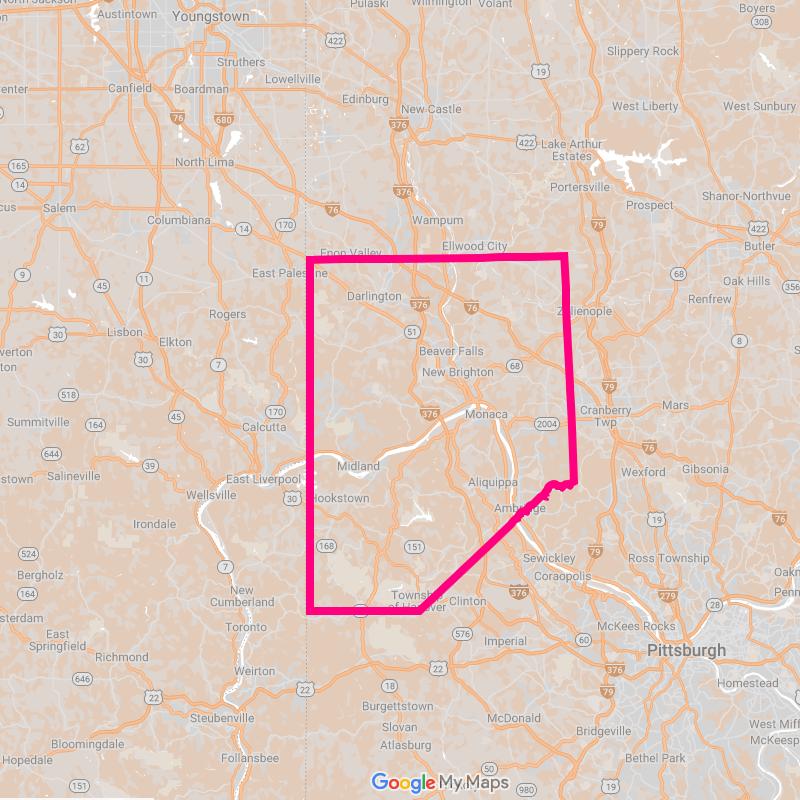 North Jackson
Austintown
Youngstown
Pulaski
Wilmington
Volant
Boyers
308
422
Slippery Rock
Struthers
Lowellville
19
Canfield
Boardman
Edinburg
New Castle
West Liberty
West Sunbury
76
680
376
62
422
Lake Arthur
Estates
165
North Lima
14
Portersville
376
Shanor-Northvue
Salem
76
Prospect
Columbiana
170
Wampum
79
422
14
Ellwood City
Butler
Enon Valley
9
East Palestine
68
11
45
Darlington
376
76
Oak Hills
356
Renfrew
Rogers
Zelienople
30
Lisbon
51
8
Elkton
Beaver Falls
30
7
68
New Brighton
79
518
170
376
Monaca
Cranberry
Twp
Mars
Summitville
164
45
Calcutta
2004
76
644
39
Midland
Wexford
Gibsonia
Salineville
East Liverpool
Aliquippa
Wellsville
30
Hookstown
Ambridge
19
76
Irondale
168
151
79
524
Sewickley
Ross Township
Bergholz
7
Coraopolis
164
New
Cumberland
Township
of Hanover
Clinton
376
279
28
East
Springfield
Toronto
McKees Rocks
576
Imperial
60
Pittsburgh
Richmond
Weirton
22
376
646
22
18
79
Homestead
22
Burgettstown
Steubenville
McDonald
Slovan
Bridgeville
Bloomingdale
Atlasburg
Hopedale
Follansbee
50
Bethel Park
151
980
79
Google My Maps